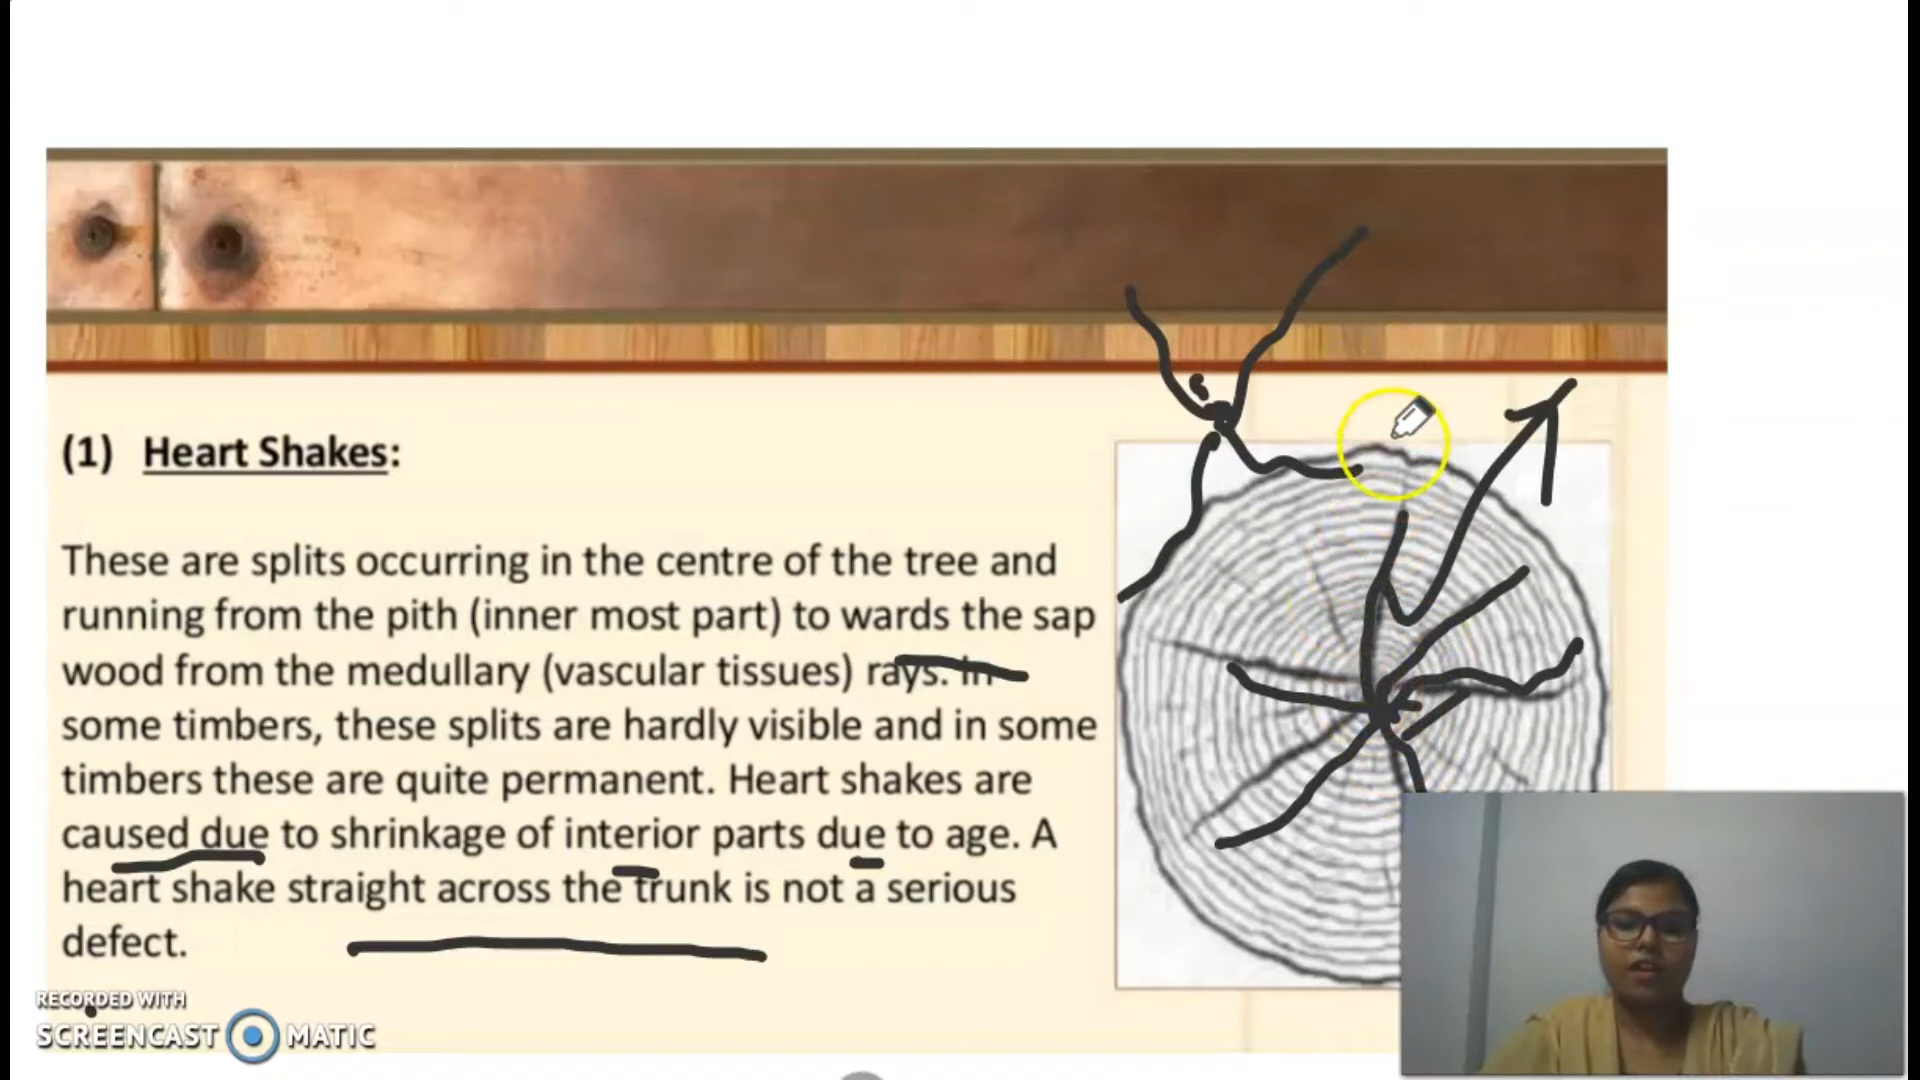 (1) Heart Shakes:
These are splits occurring in the centre of the tree and
running from the pith (inner most part) to wards the sap
wood from the medullary (vascular tissues) rays. In
some timbers, these splits are hardly visible and in some
timbers these are quite permanent. Heart shakes are
caused due to shrinkage of interior parts due to age. A
heart shake straight across the trunk is not a serious
defect.
RECORDED WITH
SCREENCAST MATIC